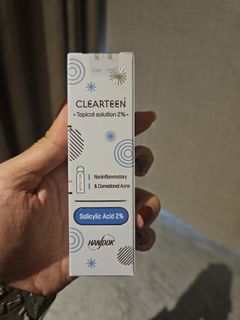 CLEARTEEN
Topical solution 2%
Noninflammatory
& Comedonal Acne
Salicylic Acid 2%
HANDOK